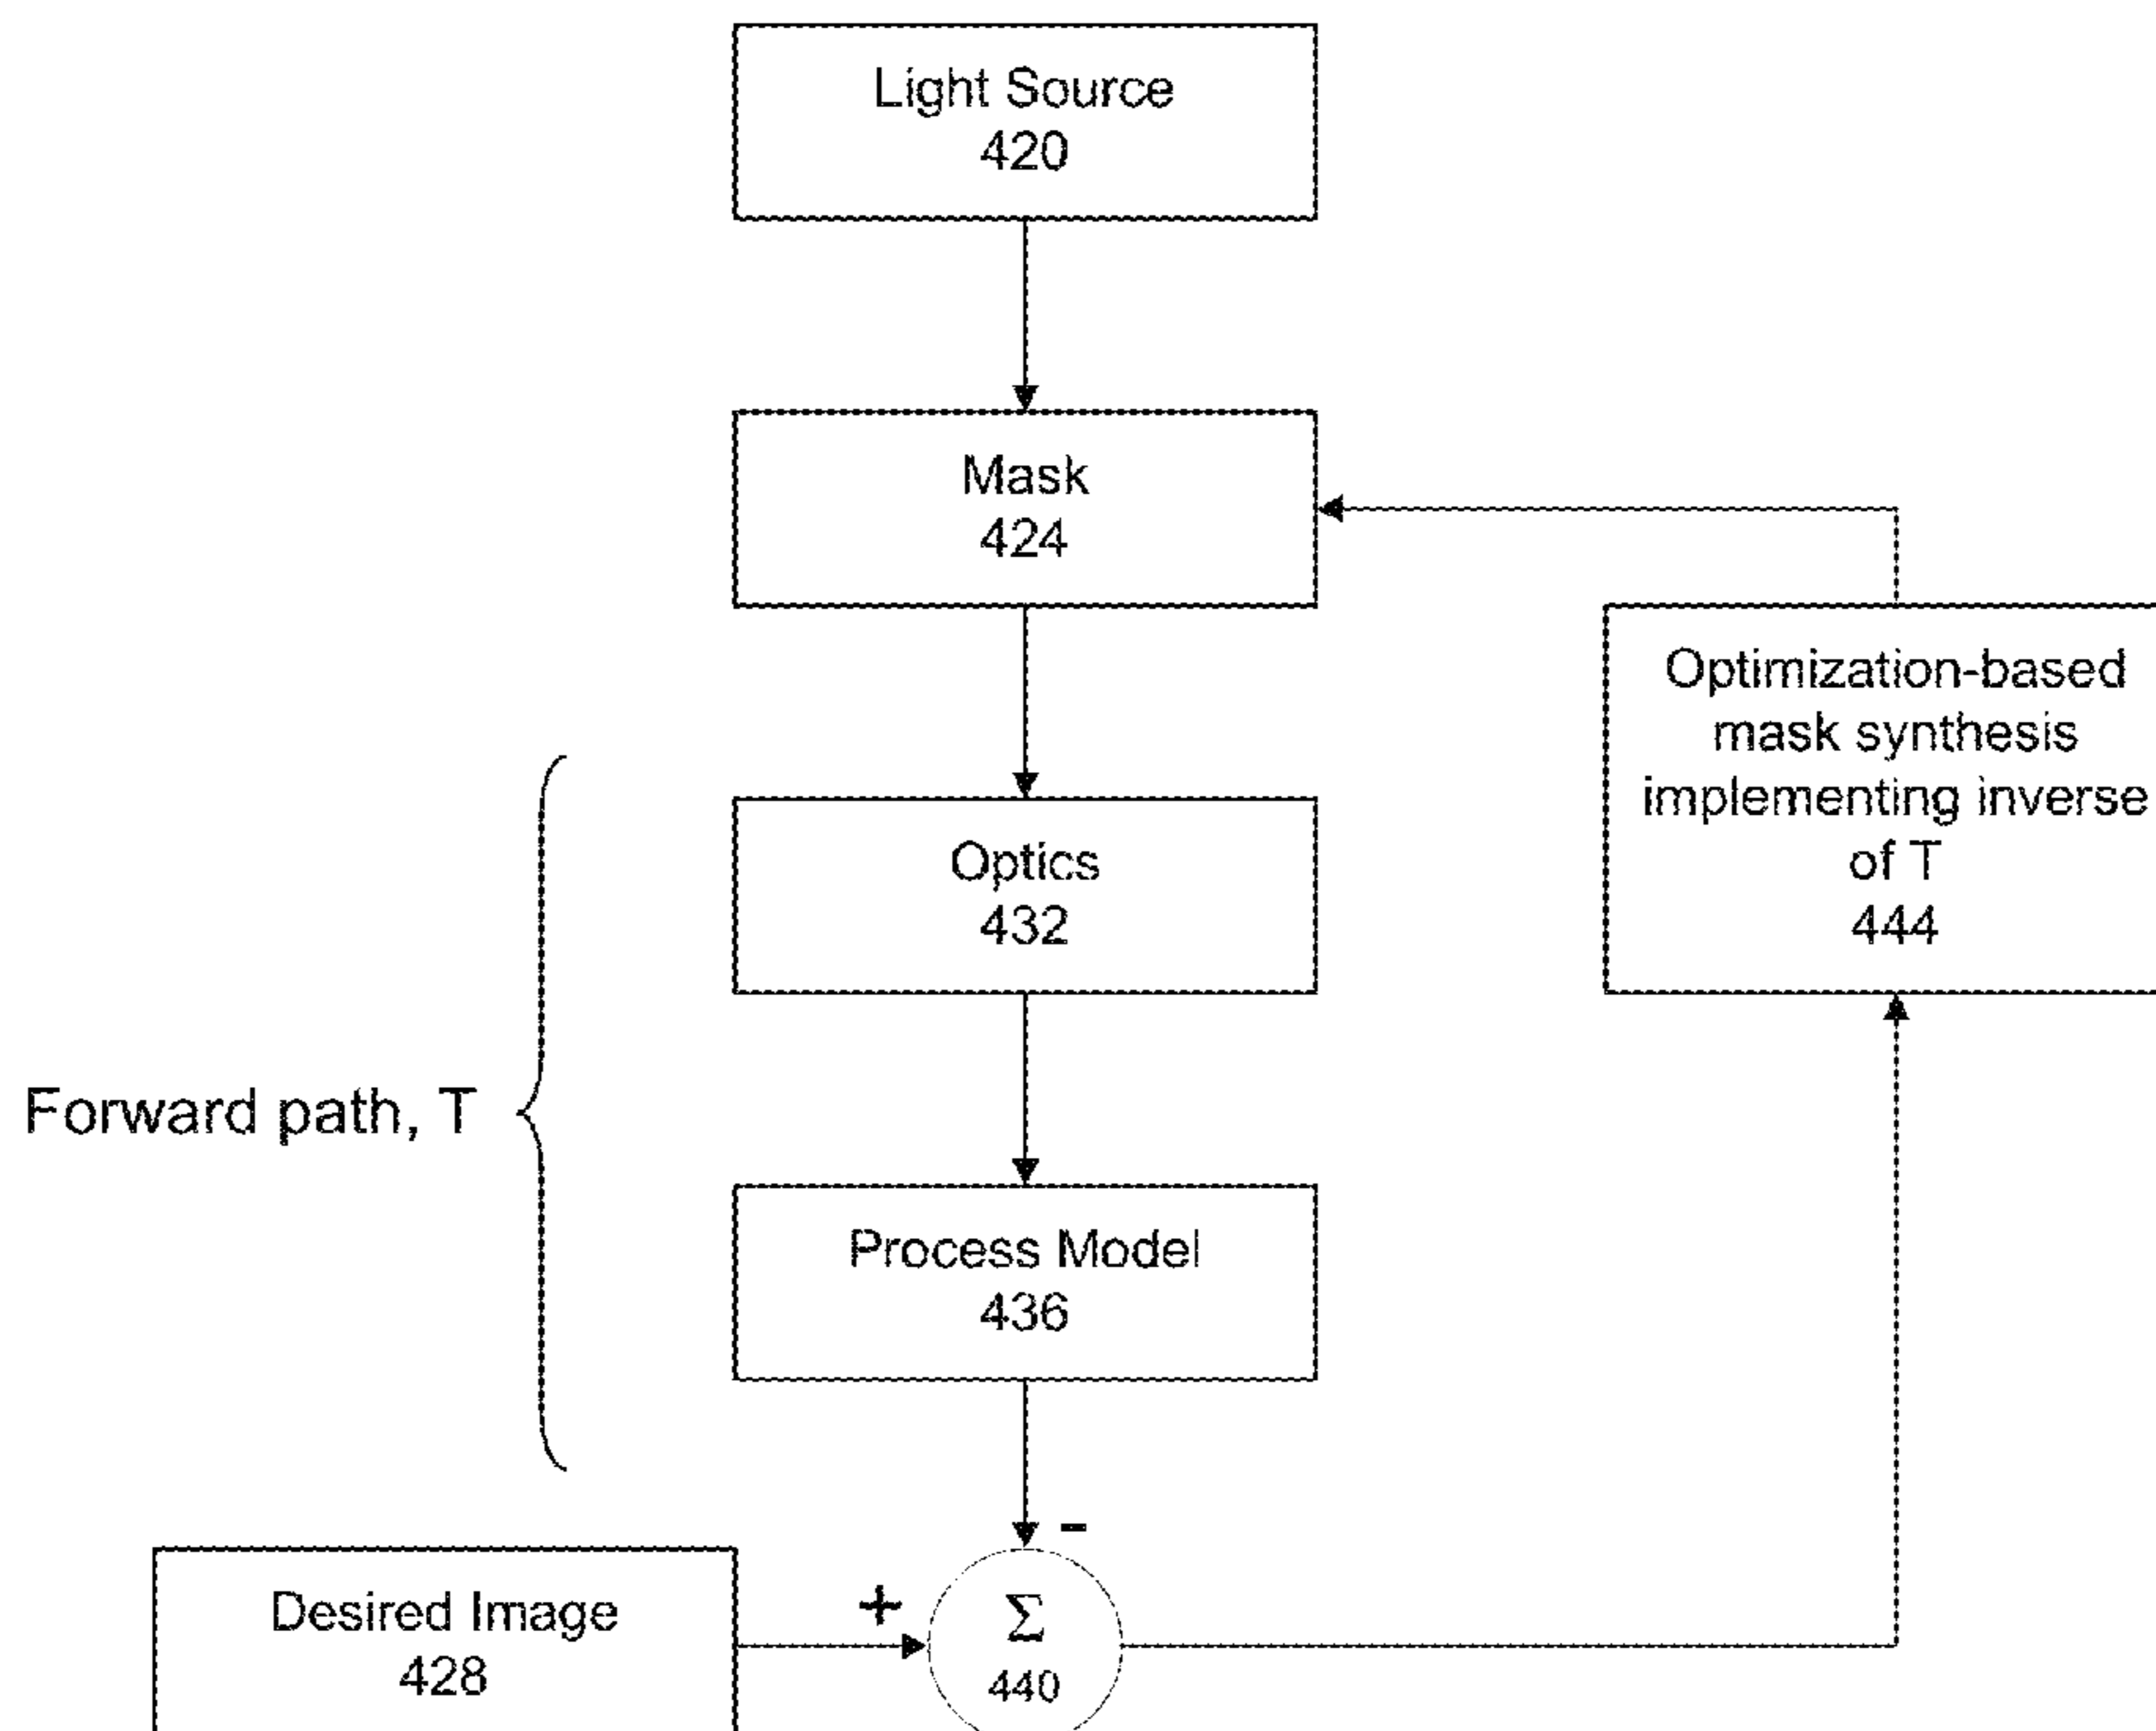 Light Source
420
Mask
424
Optimization-based
mask synthesis
implementing inverse
of T
444
Optics
432
Forward path, T
Process Model
436
-
Desired Image
428
+
Σ
440